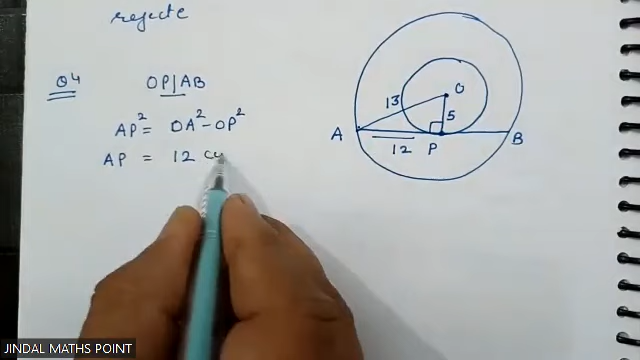 rejecte
Q4 OP|AB
AP² = OA² - OP²
AP = 12 c
O
13
5
A
12
P
B
JINDAL MATHS POINT